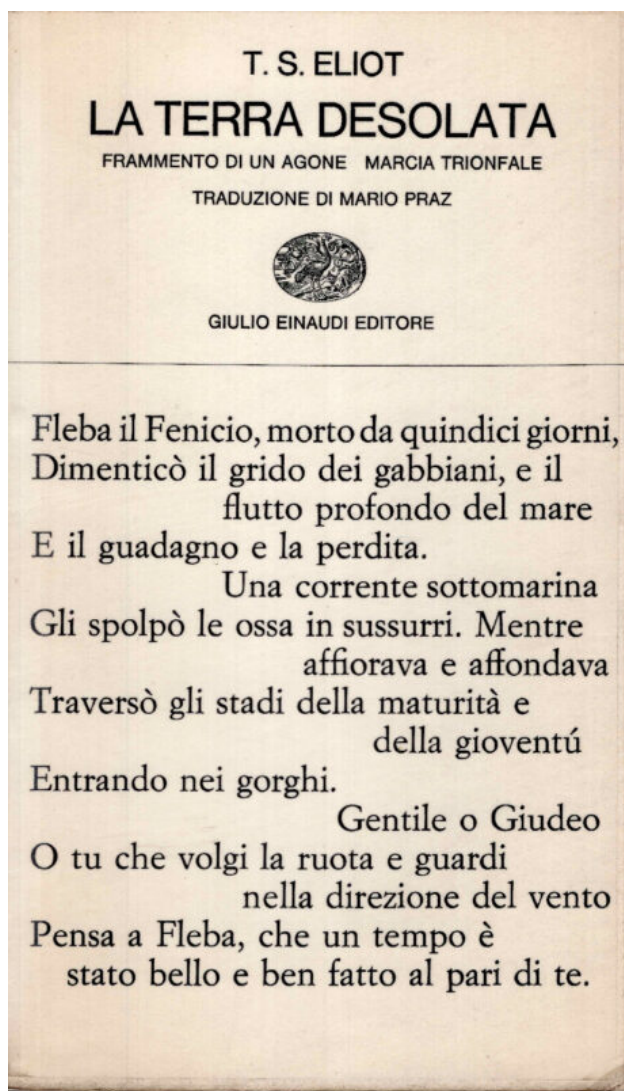 T. S. ELIOT
LA TERRA DESOLATA
FRAMMENTO DI UN AGONE MARCIA TRIONFALE
TRADUZIONE DI MARIO PRAZ
GIULIO EINAUDI EDITORE
Fleba il Fenicio, morto da quindici giorni,
Dimenticò il grido dei gabbiani, e il
flutto profondo del mare
E il guadagno e la perdita.
Una corrente sottomarina
Gli spolpò le ossa in sussurri. Mentre
affiorava e affondava
Traversò gli stadi della maturità e
della gioventú
Entrando nei gorghi.
Gentile o Giudeo
O tu che volgi la ruota e guardi
nella direzione del vento
Pensa a Fleba, che un tempo è
stato bello e ben fatto al pari di te.